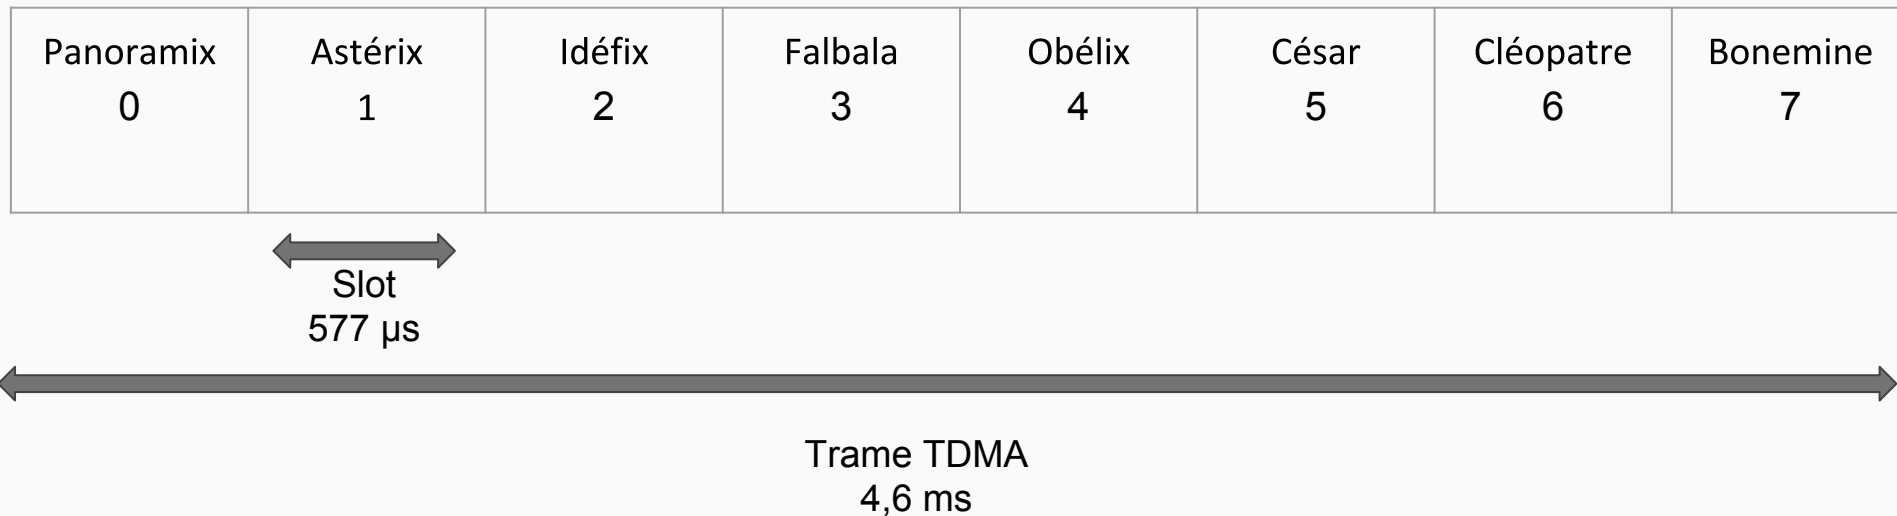 Panoramix Astérix Idéfix Falbala Obélix César Cléopatre Bonemine
0 1 2 3 4 5 6 7
Slot
577 µs
Trame TDMA
4,6 ms